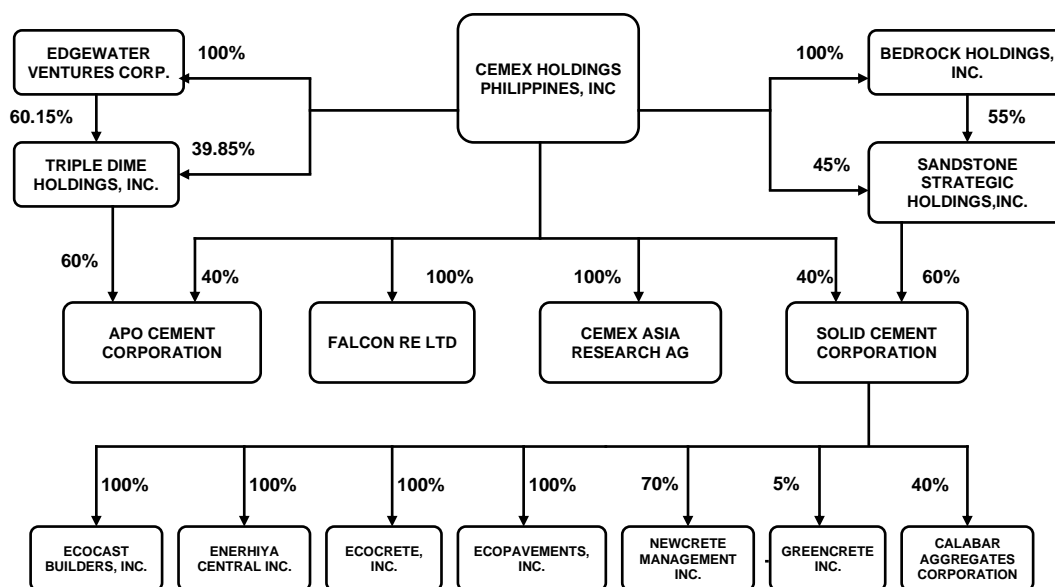 EDGEWATER
VENTURES CORP.
100%
CEMEX HOLDINGS
PHILIPPINES, INC
100%
BEDROCK HOLDINGS,
INC.
60.15%
39.85%
55%
45%
TRIPLE DIME
HOLDINGS, INC.
SANDSTONE
STRATEGIC
HOLDINGS,INC.
60%
40%
100%
100%
40%
60%
APO CEMENT
CORPORATION
FALCON RE LTD
CEMEX ASIA
RESEARCH AG
SOLID CEMENT
CORPORATION
100%
100%
100%
100%
70%
5%
40%
ECOCAST
BUILDERS, INC.
ENERHIYA
CENTRAL INC.
ECOCRETE,
INC.
ECOPAVEMENTS,
INC.
NEWCRETE
MANAGEMENT
INC.
GREENCRETE
INC.
CALABAR
AGGREGATES
CORPORATION